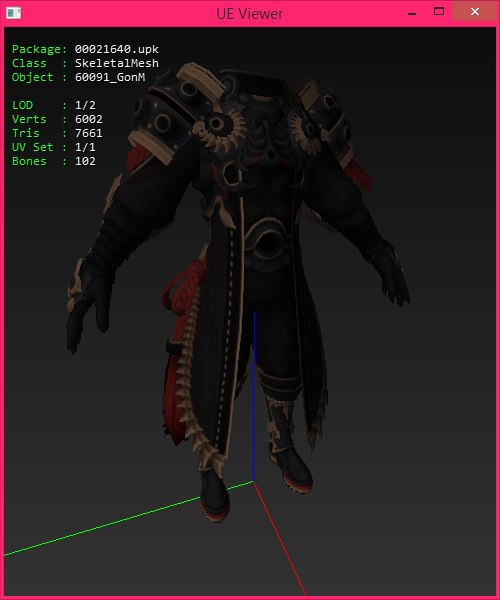 UE Viewer
Package: 00021640.upk
Class : SkeletalMesh
Object : 60091_GonM
LOD : 1/2
Verts : 6002
Tris : 7661
UV Set : 1/1
Bones : 102